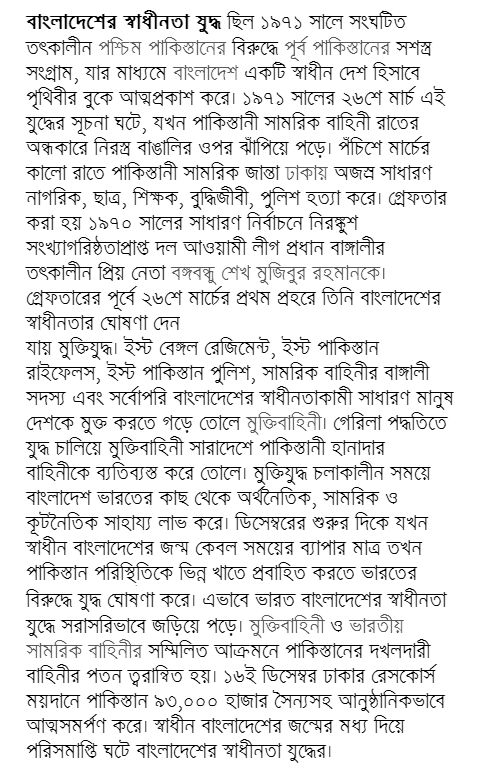 বাংলাদেশের স্বাধীনতা যুদ্ধ ছিল ১৯৭১ সালে সংঘটিত
তৎকালীন পশ্চিম পাকিস্তানের বিরুদ্ধে পূর্ব পাকিস্তানের সশস্ত্র
সংগ্রাম, যার মাধ্যমে বাংলাদেশ একটি স্বাধীন দেশ হিসাবে
পৃথিবীর বুকে আত্মপ্রকাশ করে। ১৯৭১ সালের ২৬শে মার্চ এই
যুদ্ধের সূচনা ঘটে, যখন পাকিস্তানী সামরিক বাহিনী রাতের
অন্ধকারে নিরস্ত্র বাঙালির ওপর ঝাঁপিয়ে পড়ে। পঁচিশে মার্চের
কালো রাতে পাকিস্তানী সামরিক জান্তা ঢাকায় অজস্র সাধারণ
নাগরিক, ছাত্র, শিক্ষক, বুদ্ধিজীবী, পুলিশ হত্যা করে। গ্রেফতার
করা হয় ১৯৭০ সালের সাধারণ নির্বাচনে নিরঙ্কুশ
সংখ্যাগরিষ্ঠতাপ্রাপ্ত দল আওয়ামী লীগ প্রধান বাঙ্গালীর
তৎকালীন প্রিয় নেতা বঙ্গবন্ধু শেখ মুজিবুর রহমানকে।
গ্রেফতারের পূর্বে ২৬শে মার্চের প্রথম প্রহরে তিনি বাংলাদেশের
স্বাধীনতার ঘোষণা দেন
যায় মুক্তিযুদ্ধ। ইস্ট বেঙ্গল রেজিমেন্ট, ইস্ট পাকিস্তান
রাইফেলস, ইস্ট পাকিস্তান পুলিশ, সামরিক বাহিনীর বাঙ্গালী
সদস্য এবং সর্বোপরি বাংলাদেশের স্বাধীনতাকামী সাধারণ মানুষ
দেশকে মুক্ত করতে গড়ে তোলে মুক্তিবাহিনী। গেরিলা পদ্ধতিতে
যুদ্ধ চালিয়ে মুক্তিবাহিনী সারাদেশে পাকিস্তানী হানাদার
বাহিনীকে ব্যতিব্যস্ত করে তোলে। মুক্তিযুদ্ধ চলাকালীন সময়ে
বাংলাদেশ ভারতের কাছ থেকে অর্থনৈতিক, সামরিক ও
কূটনৈতিক সাহায্য লাভ করে। ডিসেম্বরের শুরুর দিকে যখন
স্বাধীন বাংলাদেশের জন্ম কেবল সময়ের ব্যাপার মাত্র তখন
পাকিস্তান পরিস্থিতিকে ভিন্ন খাতে প্রবাহিত করতে ভারতের
বিরুদ্ধে যুদ্ধ ঘোষণা করে। এভাবে ভারত বাংলাদেশের স্বাধীনতা
যুদ্ধে সরাসরিভাবে জড়িয়ে পড়ে। মুক্তিবাহিনী ও ভারতীয়
সামরিক বাহিনীর সম্মিলিত আক্রমনে পাকিস্তানের দখলদারী
বাহিনীর পতন ত্বরান্বিত হয়। ১৬ই ডিসেম্বর ঢাকার রেসকোর্স
ময়দানে পাকিস্তান ৯৩,০০০ হাজার সৈন্যসহ আনুষ্ঠানিকভাবে
আত্মসমর্পণ করে। স্বাধীন বাংলাদেশের জন্মের মধ্য দিয়ে
পরিসমাপ্তি ঘটে বাংলাদেশের স্বাধীনতা যুদ্ধের।